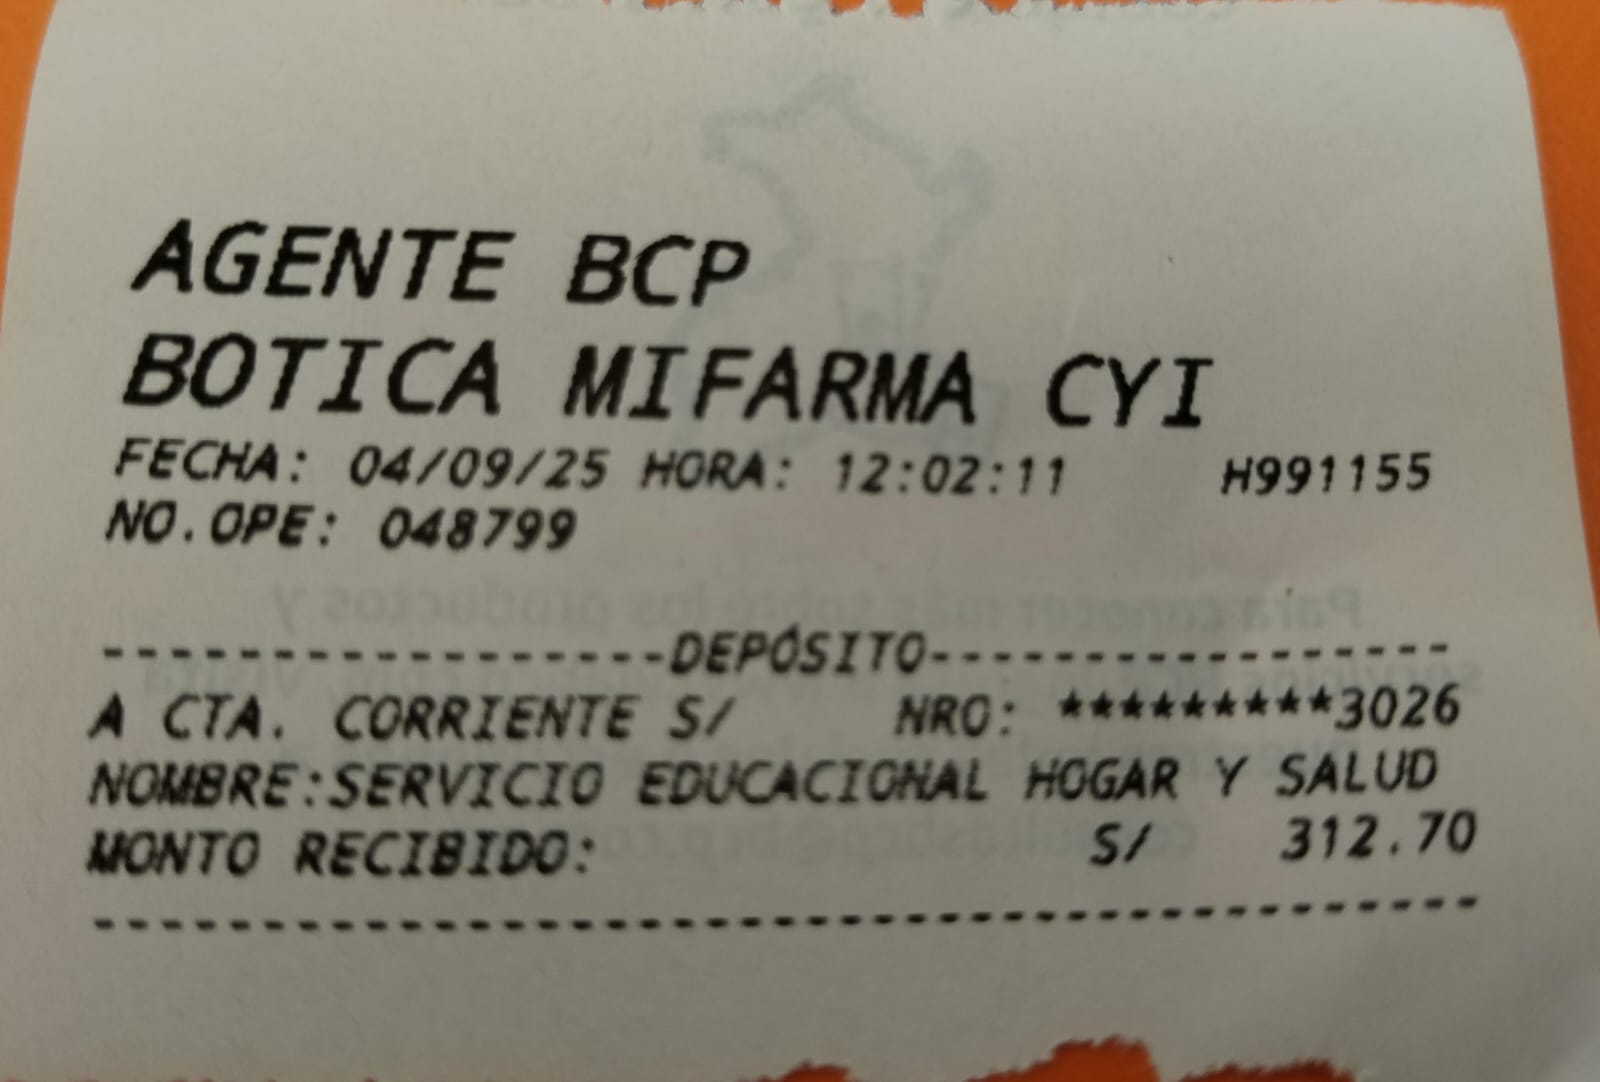 AGENTE BCP
BOTICA MIFARMA CYI
FECHA: 04/09/25 HORA: 12:02:11 H991155
NO.OPE: 048799
------------------DEPÓSITO-----------------
A CTA. CORRIENTE S/ NRO: *********3026
NOMBRE:SERVICIO EDUCACIONAL HOGAR Y SALUD
MONTO RECIBIDO: S/ 312.70
--------------------------------------------